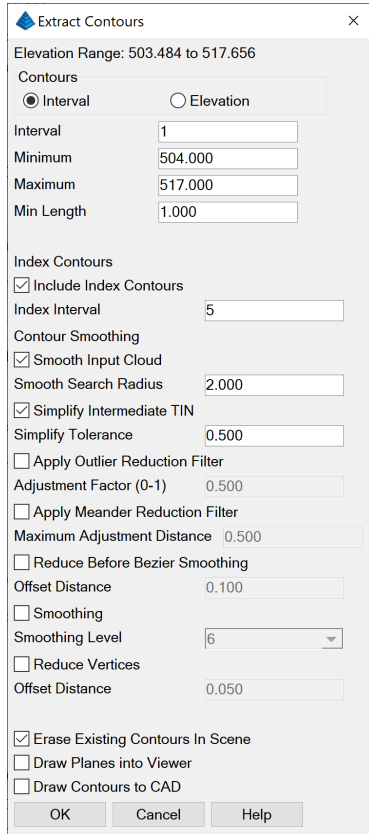 Extract Contours
Elevation Range: 503.484 to 517.656
Contours
Interval Elevation
Interval 1
Minimum 504.000
Maximum 517.000
Min Length 1.000
Index Contours
Include Index Contours
Index Interval 5
Contour Smoothing
Smooth Input Cloud
Smooth Search Radius 2.000
Simplify Intermediate TIN
Simplify Tolerance 0.500
Apply Outlier Reduction Filter
Adjustment Factor (0-1) 0.500
Apply Meander Reduction Filter
Maximum Adjustment Distance 0.500
Reduce Before Bezier Smoothing
Offset Distance 0.100
Smoothing
Smoothing Level 6
Reduce Vertices
Offset Distance 0.050
Erase Existing Contours In Scene
Draw Planes into Viewer
Draw Contours to CAD
OK Cancel Help